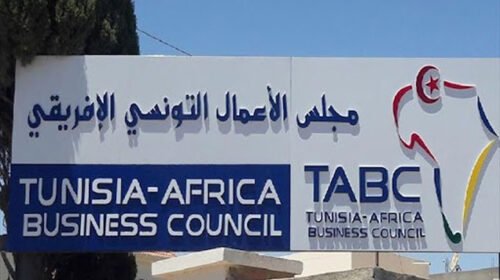 مجلس الأعمال التونسي الإفريقي
TUNISIA-AFRICA
BUSINESS COUNCIL
TABC
TUNISIA-AFRICA
BUSINESS COUNCIL